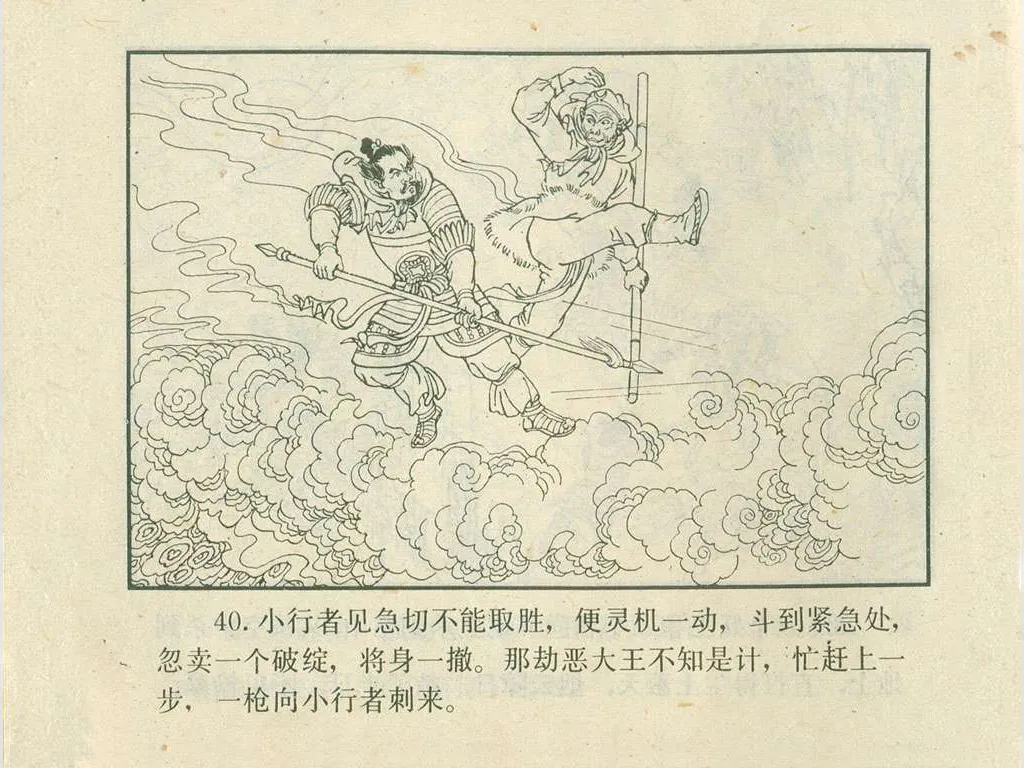 40. 小行者见急切不能取胜，便灵机一动，斗到紧急处，
忽卖一个破绽，将身一撤。那劫恶大王不知是计，忙赶上一
步，一枪向小行者刺来。